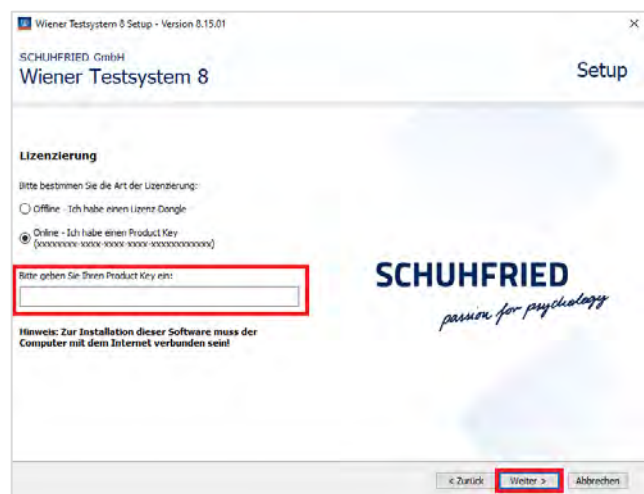 Wiener Testsystem 8 Setup - Version 8.15.01
SCHUHFRIED GmbH
Wiener Testsystem 8
Setup
Lizenzierung
Bitte bestimmen Sie die Art der Lizenzierung:
Offline - Ich habe einen Lizenz Dongle
Online - Ich habe einen Product Key
(xxxxxxxx-xxxx-xxxx-xxxx-xxxxxxxxxxxx)
Bitte geben Sie Ihren Product Key ein:
SCHUHFRIED
passion for psychology
Hinweis: Zur Installation dieser Software muss der
Computer mit dem Internet verbunden sein!
< Zurück
Weiter >
Abbrechen